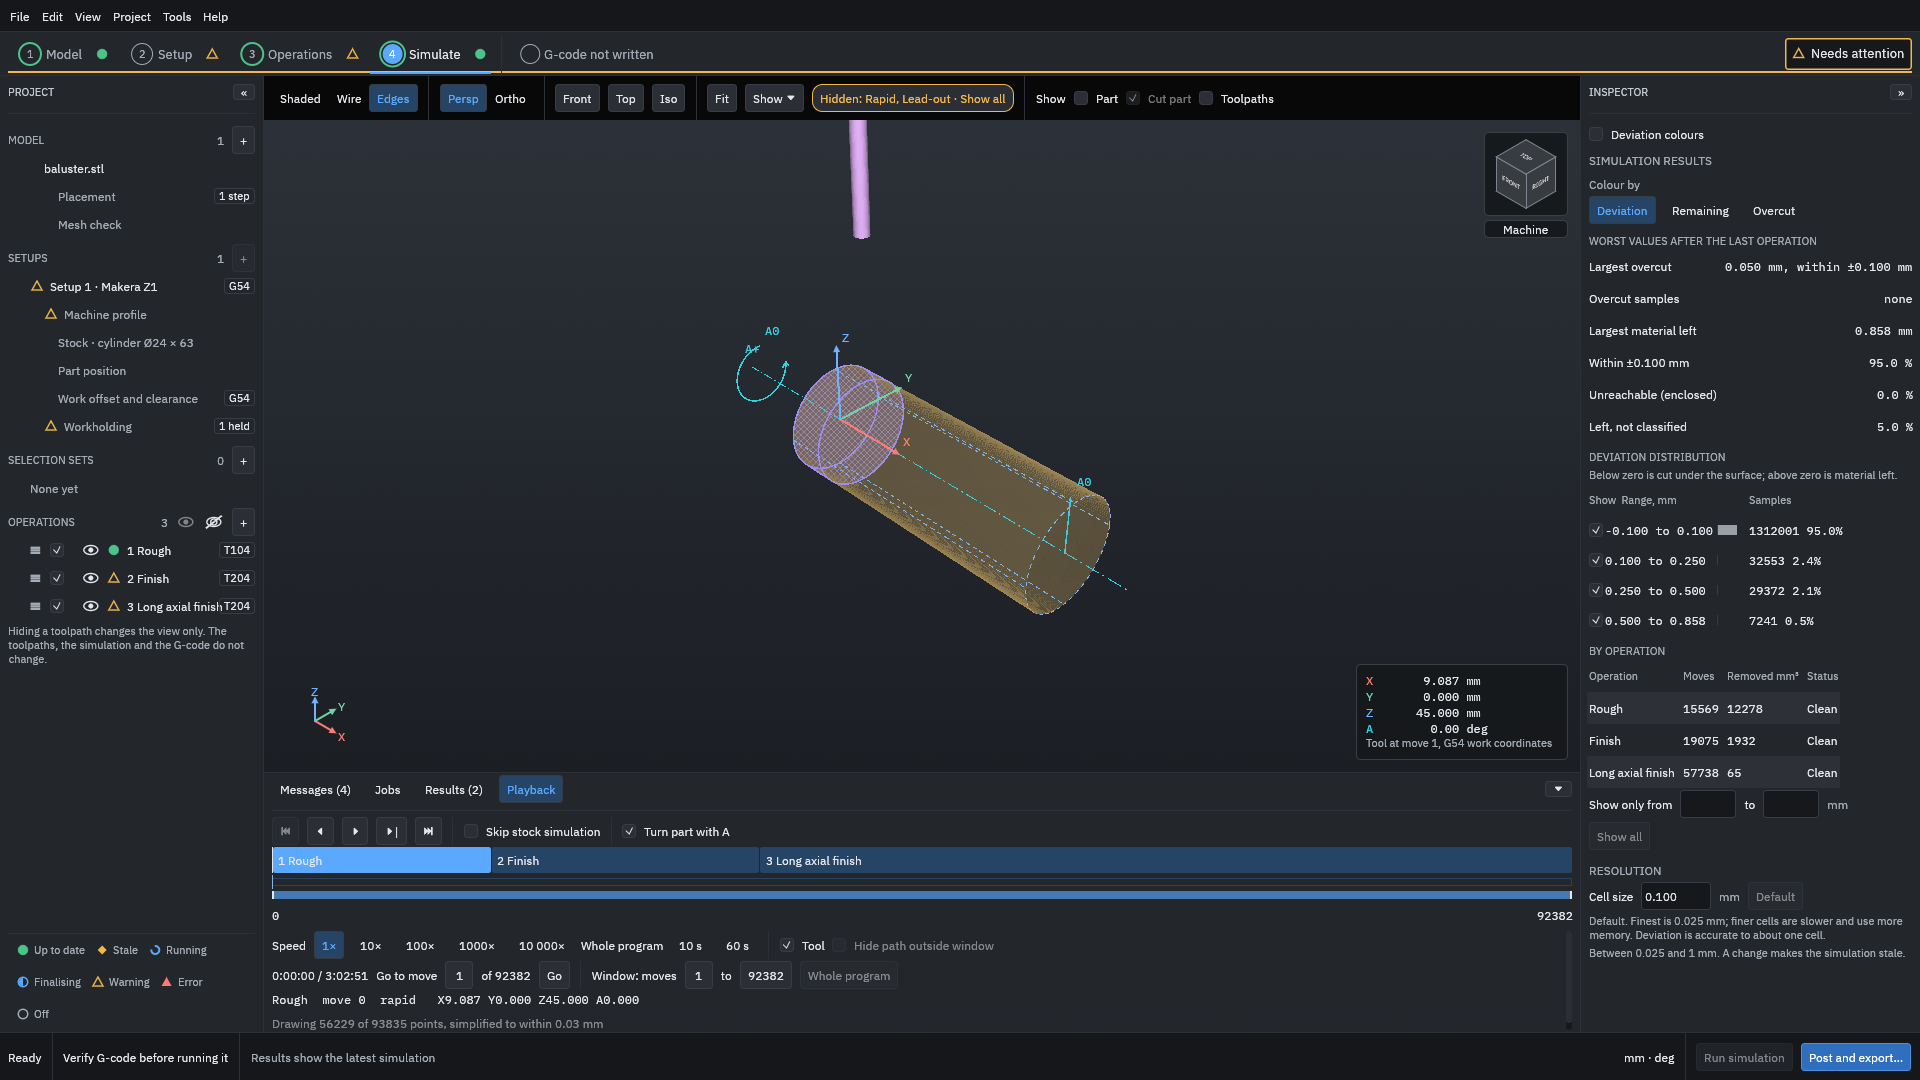 File Edit View Project Tools Help
1 Model 2 Setup 3 Operations 4 Simulate G-code not written Needs attention
PROJECT «
Shaded Wire Edges Persp Ortho Front Top Iso Fit Show Hidden: Rapid, Lead-out · Show all Show Part Cut part Toolpaths
INSPECTOR »
MODEL 1 +
baluster.stl
Placement 1 step
Mesh check
SETUPS 1 +
Setup 1 · Makera Z1 G54
Machine profile
Stock · cylinder Ø24 × 63
Part position
Work offset and clearance G54
Workholding 1 held
SELECTION SETS 0 +
None yet
OPERATIONS 3 +
1 Rough T104
2 Finish T204
3 Long axial finish T204
Hiding a toolpath changes the view only. The
toolpaths, the simulation and the G-code do not
change.
Up to date Stale Running
Finalising Warning Error
Off
A0
A+
Z
Y
X
A0
Z
Y
X
TOP
FRONT RIGHT
Machine
X 9.087 mm
Y 0.000 mm
Z 45.000 mm
A 0.00 deg
Tool at move 1, G54 work coordinates
Messages (4) Jobs Results (2) Playback
Skip stock simulation Turn part with A
1 Rough 2 Finish 3 Long axial finish
0 92382
Speed 1× 10× 100× 1000× 10 000× Whole program 10 s 60 s Tool Hide path outside window
0:00:00 / 3:02:51 Go to move 1 of 92382 Go Window: moves 1 to 92382 Whole program
Rough move 0 rapid X9.087 Y0.000 Z45.000 A0.000
Drawing 56229 of 93835 points, simplified to within 0.03 mm
Deviation colours
SIMULATION RESULTS
Colour by
Deviation Remaining Overcut
WORST VALUES AFTER THE LAST OPERATION
Largest overcut 0.050 mm, within ±0.100 mm
Overcut samples none
Largest material left 0.858 mm
Within ±0.100 mm 95.0 %
Unreachable (enclosed) 0.0 %
Left, not classified 5.0 %
DEVIATION DISTRIBUTION
Below zero is cut under the surface; above zero is material left.
Show Range, mm Samples
-0.100 to 0.100 1312001 95.0%
0.100 to 0.250 32553 2.4%
0.250 to 0.500 29372 2.1%
0.500 to 0.858 7241 0.5%
BY OPERATION
Operation Moves Removed mm³ Status
Rough 15569 12278 Clean
Finish 19075 1932 Clean
Long axial finish 57738 65 Clean
Show only from to mm
Show all
RESOLUTION
Cell size 0.100 mm Default
Default. Finest is 0.025 mm; finer cells are slower and use more
memory. Deviation is accurate to about one cell.
Between 0.025 and 1 mm. A change makes the simulation stale.
Ready Verify G-code before running it Results show the latest simulation mm · deg Run simulation Post and export...